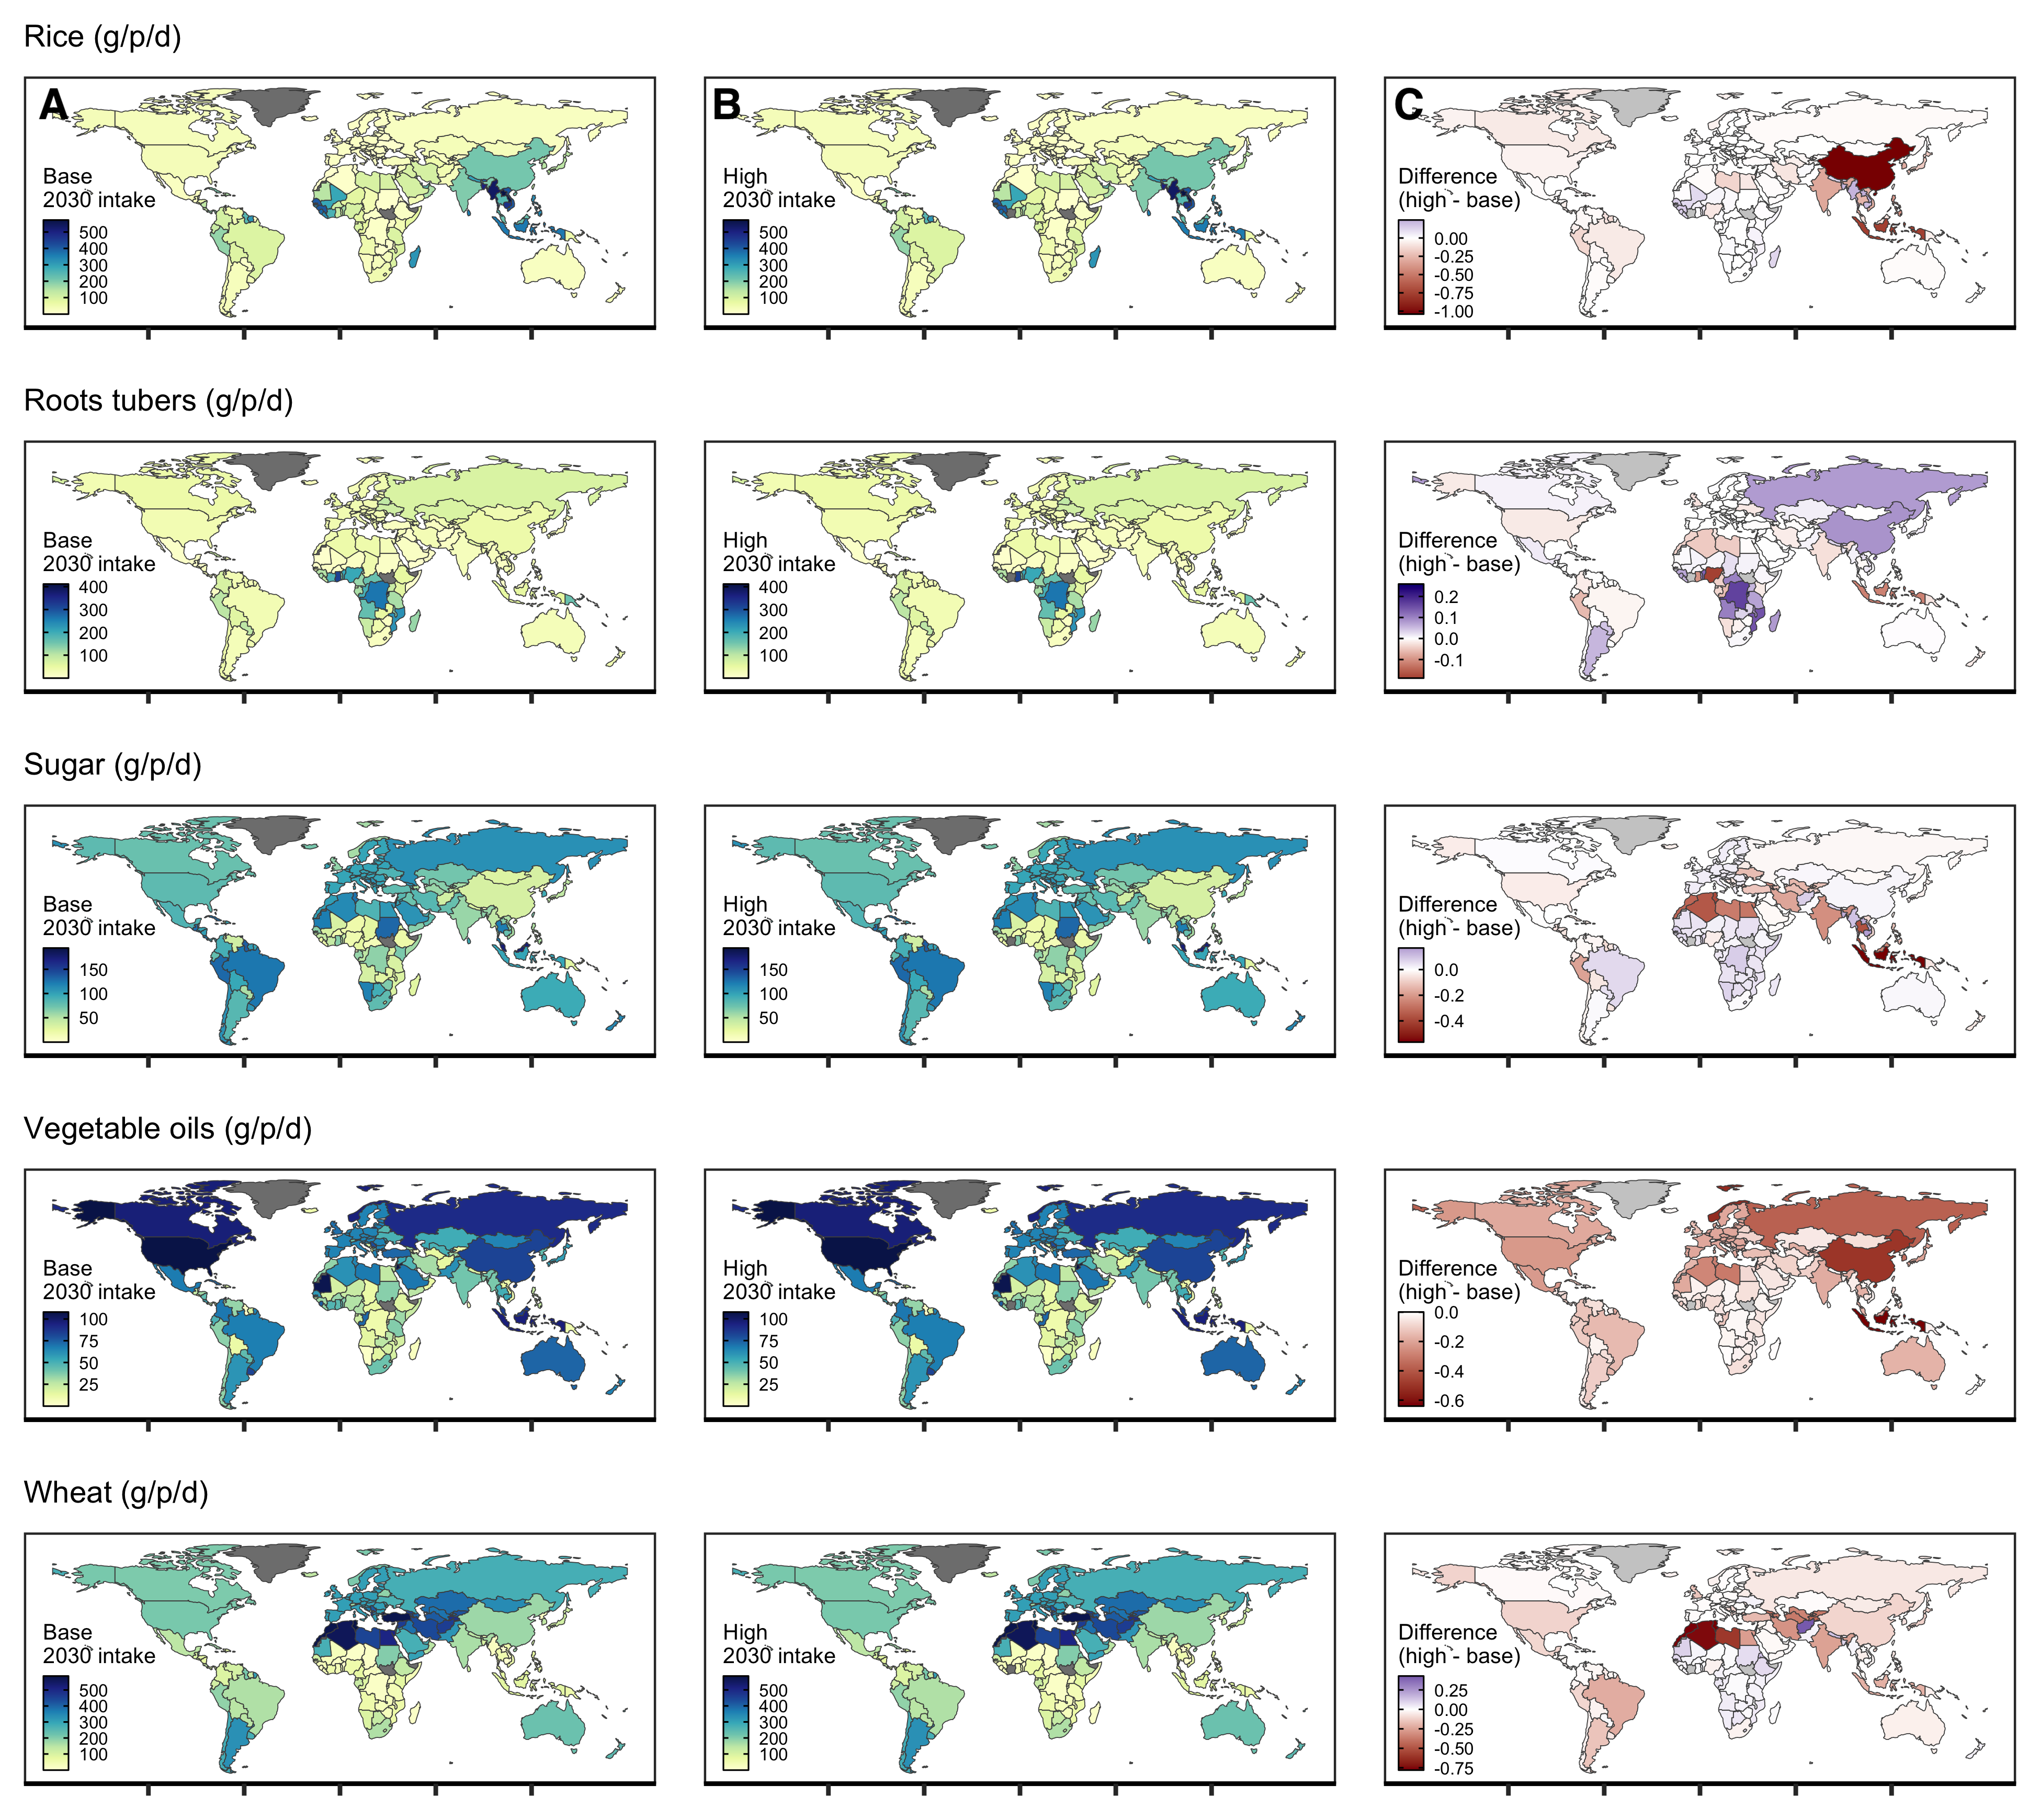 Rice (g/p/d)
A
Base
2030 intake
500
400
300
200
100
B
High
2030 intake
500
400
300
200
100
C
Difference
(high - base)
0.00
-0.25
-0.50
-0.75
-1.00
Roots tubers (g/p/d)
Base
2030 intake
400
300
200
100
High
2030 intake
400
300
200
100
Difference
(high - base)
0.2
0.1
0.0
-0.1
Sugar (g/p/d)
Base
2030 intake
150
100
50
High
2030 intake
150
100
50
Difference
(high - base)
0.0
-0.2
-0.4
Vegetable oils (g/p/d)
Base
2030 intake
100
75
50
25
High
2030 intake
100
75
50
25
Difference
(high - base)
0.0
-0.2
-0.4
-0.6
Wheat (g/p/d)
Base
2030 intake
500
400
300
200
100
High
2030 intake
500
400
300
200
100
Difference
(high - base)
0.25
0.00
-0.25
-0.50
-0.75